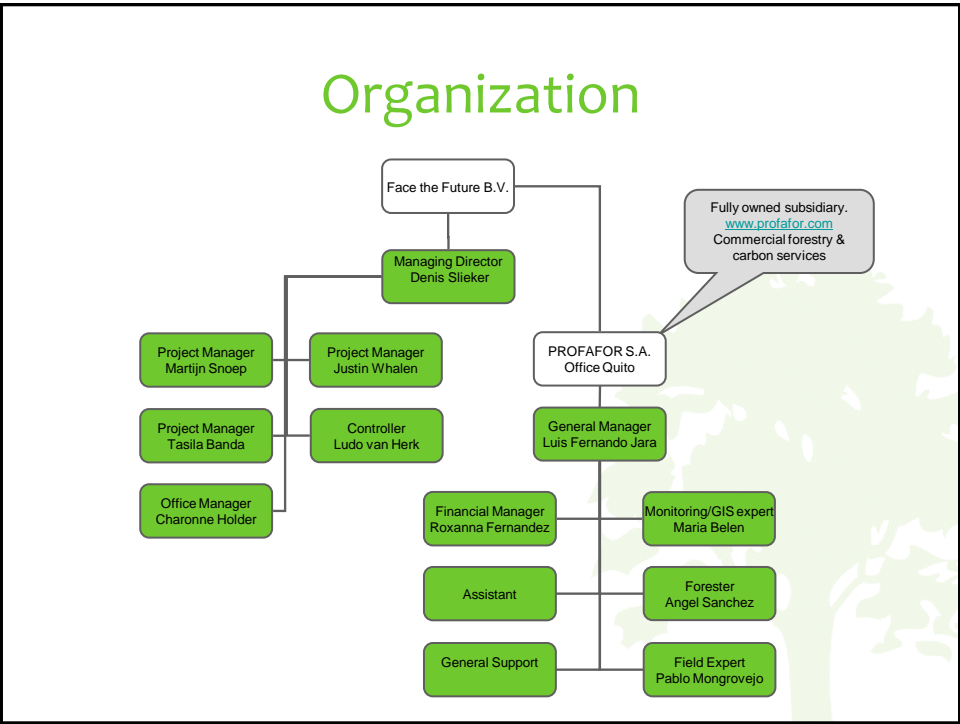 Organization
Face the Future B.V.
Fully owned subsidiary.
www.profafor.com
Commercial forestry &
carbon services
Managing Director
Denis Slieker
Project Manager
Martijn Snoep
Project Manager
Justin Whalen
PROFAFOR S.A.
Office Quito
Project Manager
Tasila Banda
Controller
Ludo van Herk
General Manager
Luis Fernando Jara
Office Manager
Charonne Holder
Financial Manager
Roxanna Fernandez
Monitoring/GIS expert
Maria Belen
Assistant
Forester
Angel Sanchez
General Support
Field Expert
Pablo Mongrovejo